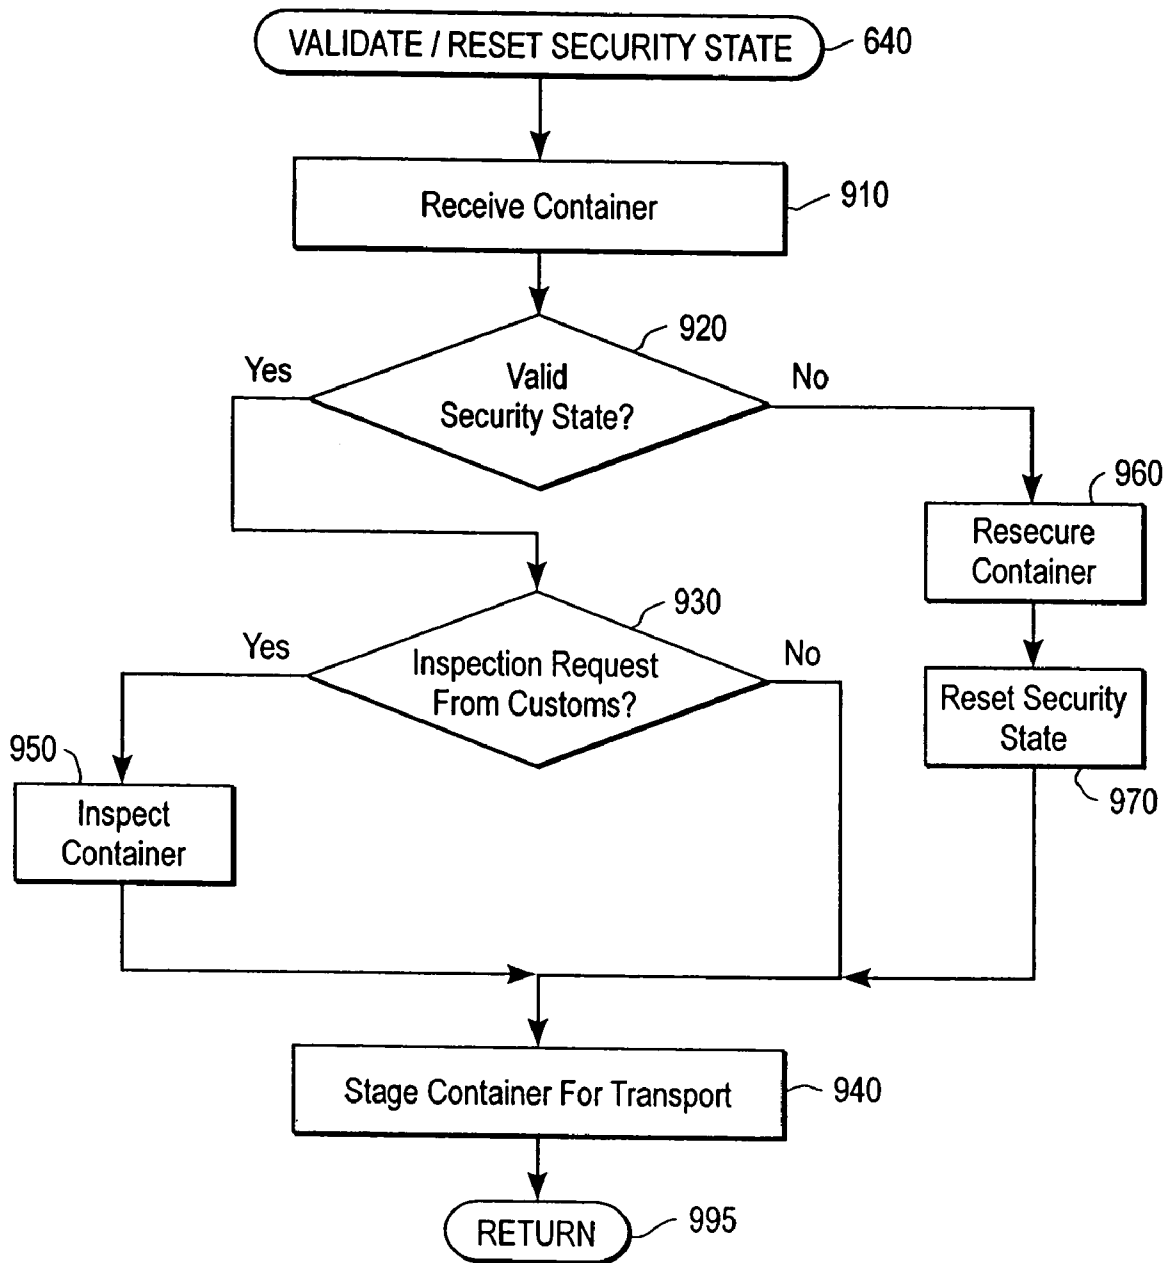 VALIDATE / RESET SECURITY STATE
640
Receive Container
910
920
Yes
Valid
Security State?
No
960
Resecure
Container
930
Yes
Inspection Request
From Customs?
No
Reset Security
State
970
950
Inspect
Container
Stage Container For Transport
940
RETURN
995